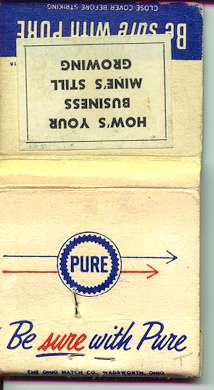 CLOSE COVER BEFORE STRIKING
Be sure WITH PURE
HOW'S YOUR
BUSINESS
MINE'S STILL
GROWING
PURE
Be sure with Pure
THE OHIO MATCH CO. WADSWORTH, OHIO